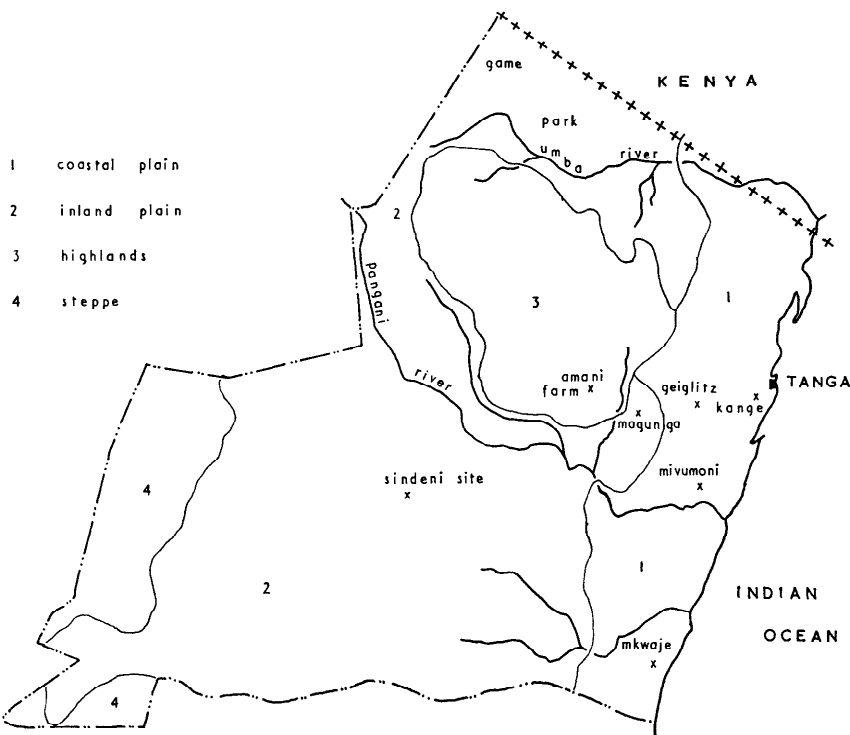 game
KENYA
park
umba river
1 coastal plain
2 inland plain
3 highlands
4 steppe
2
pangani
river
3
1
amani
farm
geiglitz
kange
TANGA
magunga
sindeni site
mivumoni
4
2
1
INDIAN
OCEAN
mkwaje
4